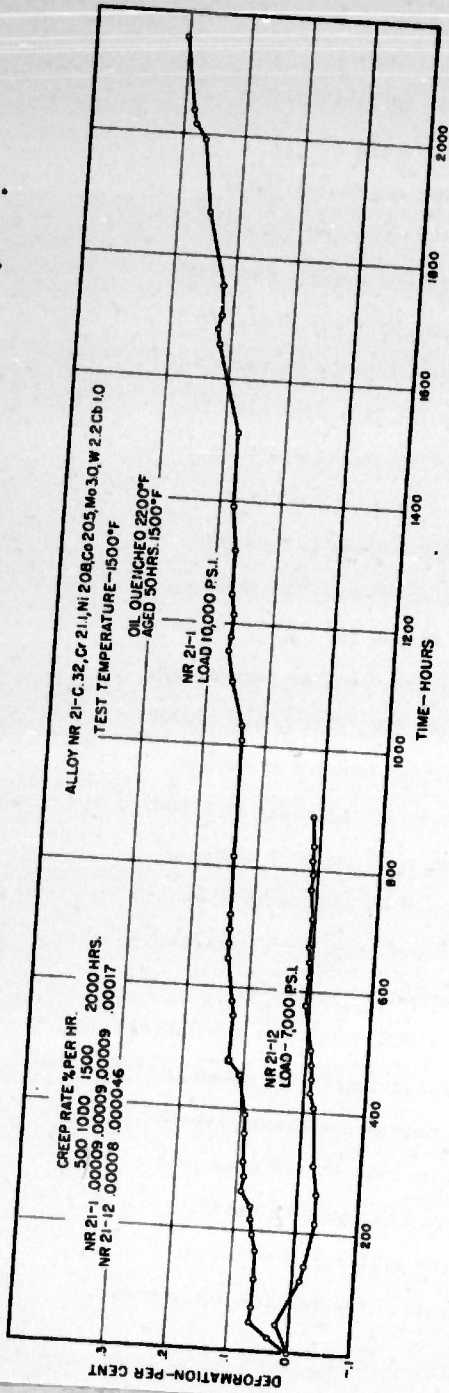 ALLOY NR 21-C.32, Cr 21.1, Ni 20.8, Co 20.5, Mo 3.0, W 2.2 Cb 1.0
TEST TEMPERATURE-1500°F
OIL QUENCHED 2200°F
AGED 50 HRS. 1500°F
CREEP RATE % PER HR.
500 1000 1500 2000 HRS.
NR 21-1 .00009 .00009 .00009 .00017
NR 21-12 .00008 .000046
NR 21-1
LOAD 10,000 P.S.I.
NR 21-12
LOAD-7,000 P.S.I.
DEFORMATION-PER CENT
.3
.2
.1
0
-.1
200
400
600
800
1000
1200
1400
1600
1800
2000
TIME-HOURS